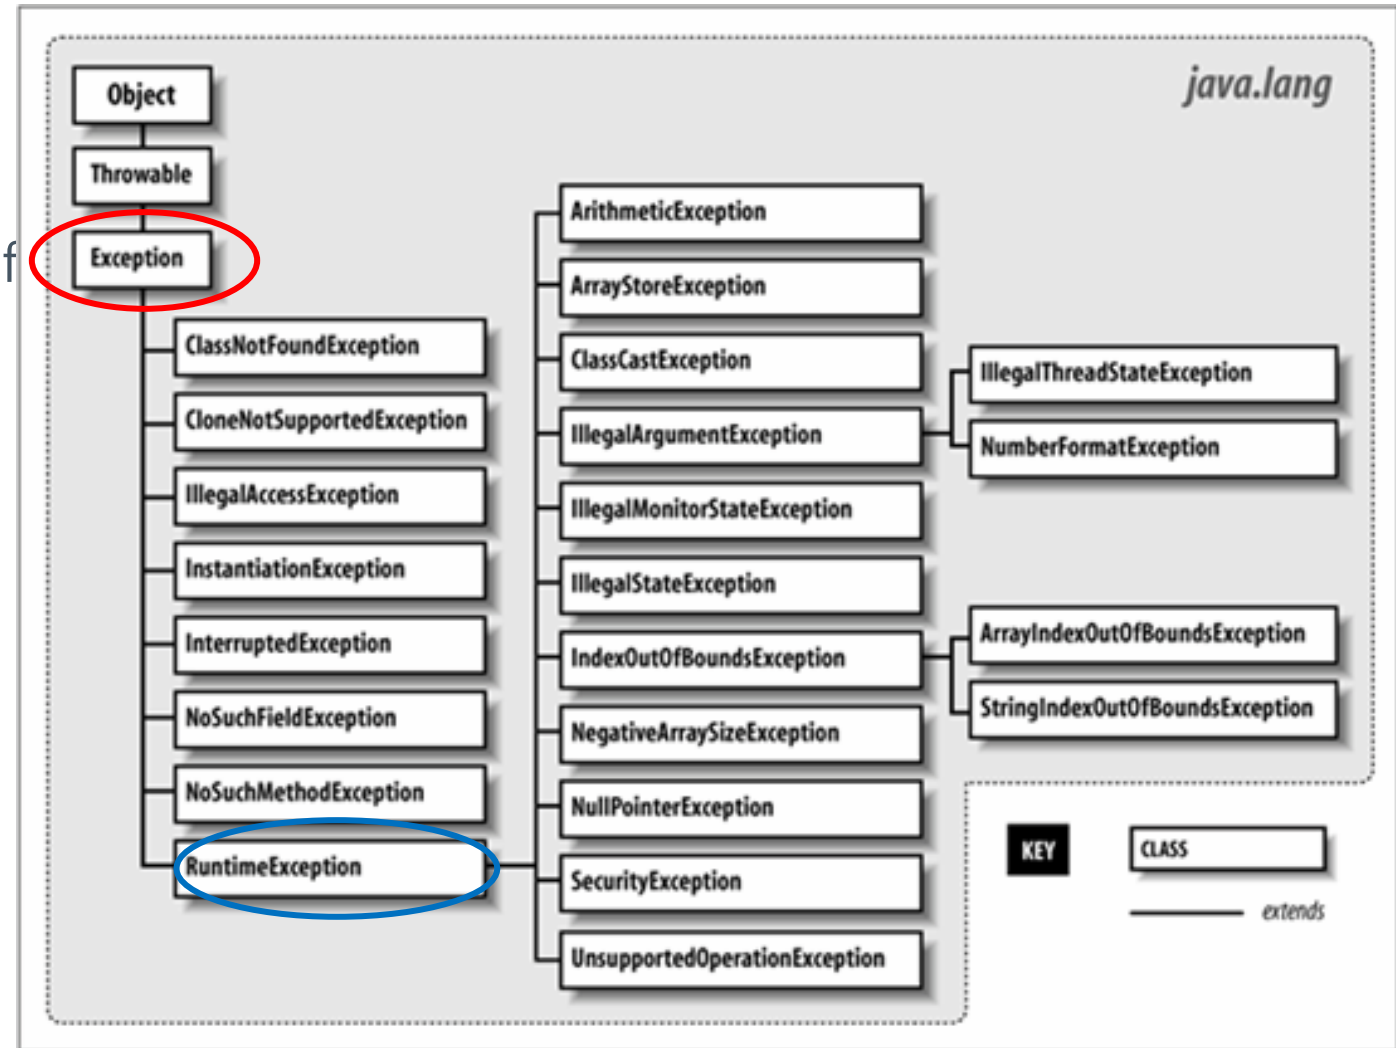 java.lang
Object
Throwable
f
Exception
ClassNotFoundException
CloneNotSupportedException
IllegalAccessException
InstantiationException
InterruptedException
NoSuchFieldException
NoSuchMethodException
RuntimeException
ArithmeticException
ArrayStoreException
ClassCastException
IllegalArgumentException
IllegalMonitorStateException
IllegalStateException
IndexOutOfBoundsException
NegativeArraySizeException
NullPointerException
SecurityException
UnsupportedOperationException
IllegalThreadStateException
NumberFormatException
ArrayIndexOutOfBoundsException
StringIndexOutOfBoundsException
KEY
CLASS
extends